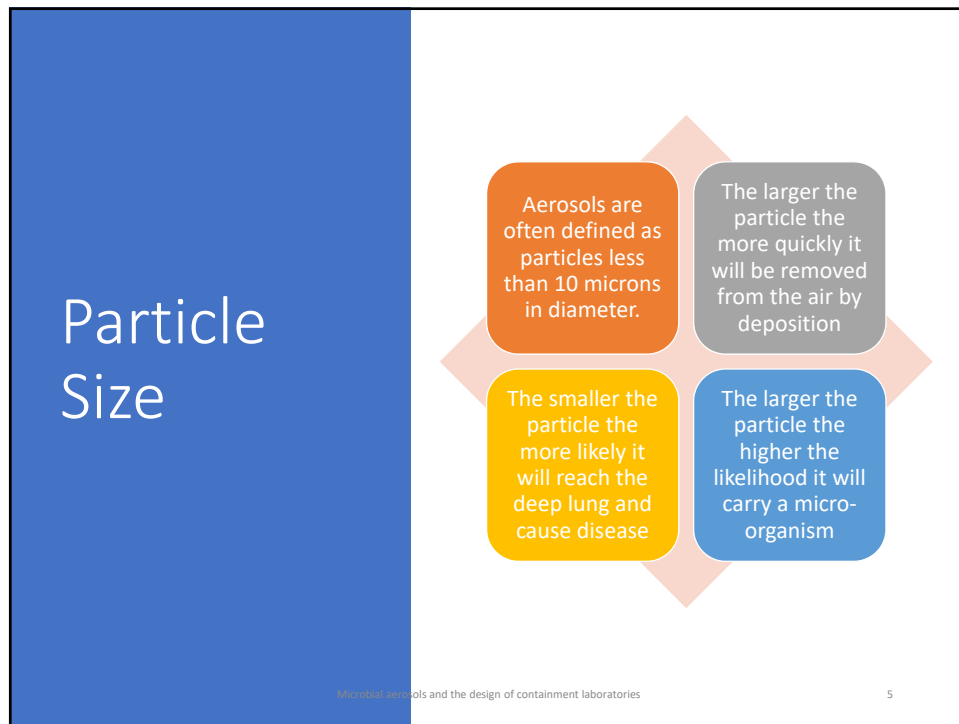 Particle
Size
Aerosols are
often defined as
particles less
than 10 microns
in diameter.
The larger the
particle the
more quickly it
will be removed
from the air by
deposition
The smaller the
particle the
more likely it
will reach the
deep lung and
cause disease
The larger the
particle the
higher the
likelihood it will
carry a micro-
organism
Microbial aerosols and the design of containment laboratories
5